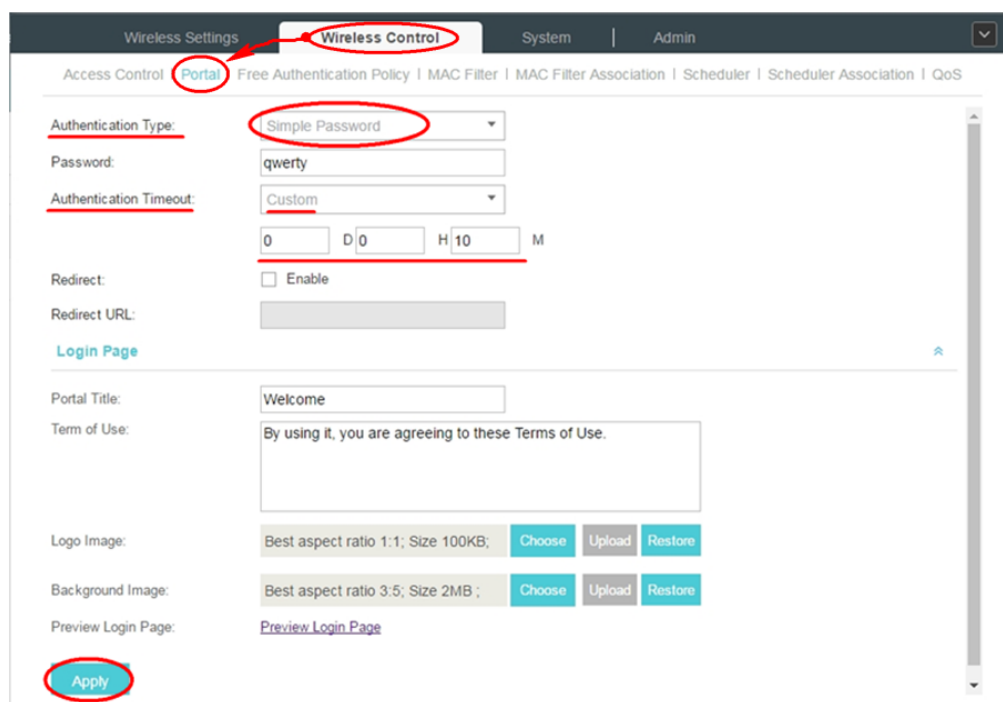 Wireless Settings Wireless Control System | Admin
Access Control | Portal | Free Authentication Policy | MAC Filter | MAC Filter Association | Scheduler | Scheduler Association | QoS
Authentication Type: Simple Password
Password: qwerty
Authentication Timeout: Custom
0 D 0 H 10 M
Redirect: Enable
Redirect URL:
Login Page
Portal Title: Welcome
Term of Use: By using it, you are agreeing to these Terms of Use.
Logo Image: Best aspect ratio 1:1; Size 100KB; Choose Upload Restore
Background Image: Best aspect ratio 3:5; Size 2MB ; Choose Upload Restore
Preview Login Page: Preview Login Page
Apply